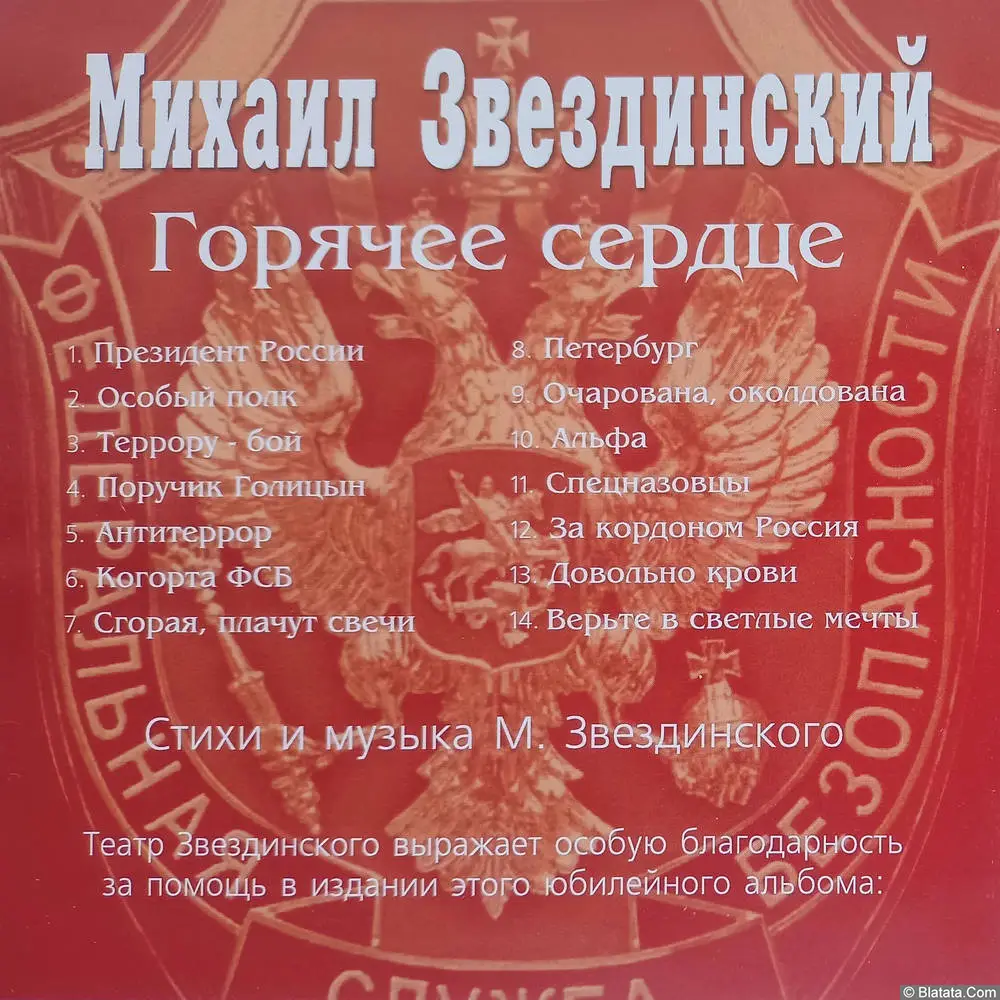 Михаил Звездинский
Горячее сердце
1. Президент России
2. Особый полк
3. Террору - бой
4. Поручик Голицын
5. Антитеррор
6. Когорта ФСБ
7. Сгорая, плачут свечи
8. Петербург
9. Очарована, околдована
10. Альфа
11. Спецназовцы
12. За кордоном Россия
13. Довольно крови
14. Верьте в светлые мечты
Стихи и музыка М. Звездинского
Театр Звездинского выражает особую благодарность
за помощь в издании этого юбилейного альбома:
ФЕДЕРАЛЬНАЯ
СЛУЖБА
БЕЗОПАСНОСТИ
© Blatata.Com